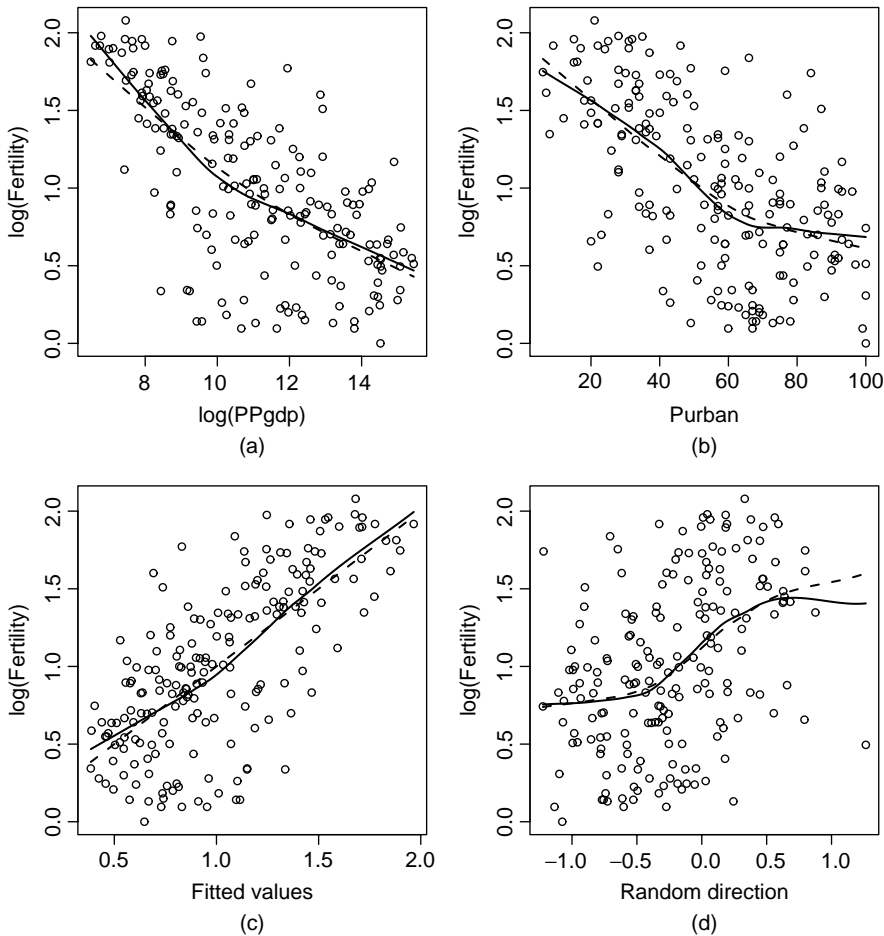 log(Fertility)
0.0 0.5 1.0 1.5 2.0
8 10 12 14
log(PPgdp)
(a)
log(Fertility)
0.0 0.5 1.0 1.5 2.0
20 40 60 80 100
Purban
(b)
log(Fertility)
0.0 0.5 1.0 1.5 2.0
0.5 1.0 1.5 2.0
Fitted values
(c)
log(Fertility)
0.0 0.5 1.0 1.5 2.0
−1.0 −0.5 0.0 0.5 1.0
Random direction
(d)